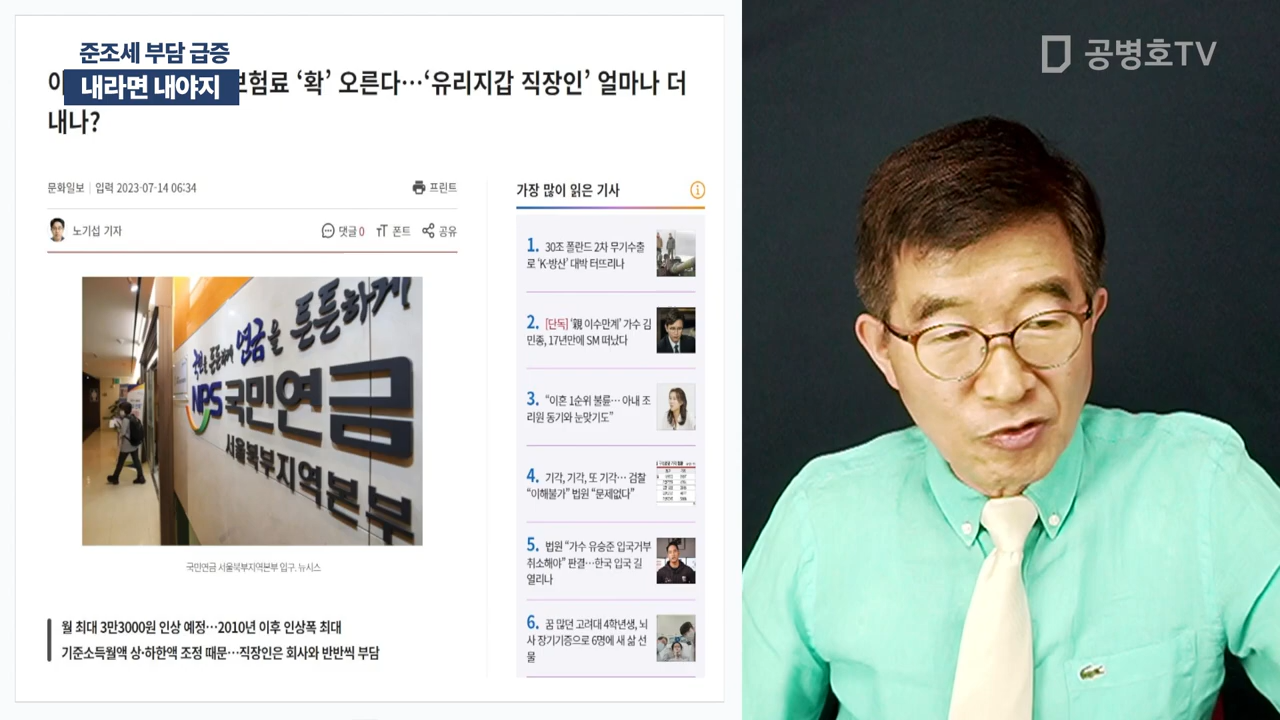 준조세 부담 급증
내라면 내야지
보험료 ‘확’ 오른다…‘유리지갑 직장인’ 얼마나 더
내나?
공병호TV
문화일보 | 입력 2023-07-14 06:34
프린트
노기섭 기자
댓글 0
폰트
공유
연금을 튼튼하게
NPS 국민연금
서울북부지역본부
국민연금 서울북부지역본부 입구. 뉴시스
월 최대 3만3000원 인상 예정…2010년 이후 인상폭 최대
기준소득월액 상·하한액 조정 때문…직장인은 회사와 반반씩 부담
가장 많이 읽은 기사
1. 30조 폴란드 2차 무기수출
로 ‘K-방산’ 대박 터뜨리나
2. [단독] ‘親 이수만계’ 가수 김
민종, 17년만에 SM 떠났다
3. “이혼 1순위 불륜… 아내 조
리원 동기와 눈맞기도”
4. 기각, 기각, 또 기각… 검찰
“이해불가” 법원 “문제없다”
5. 법원 “가수 유승준 입국거부
취소해야” 판결…한국 입국 길
열리나
6. 꿈 많던 고려대 4학년생, 뇌
사 장기기증으로 6명에 새 삶 선
물